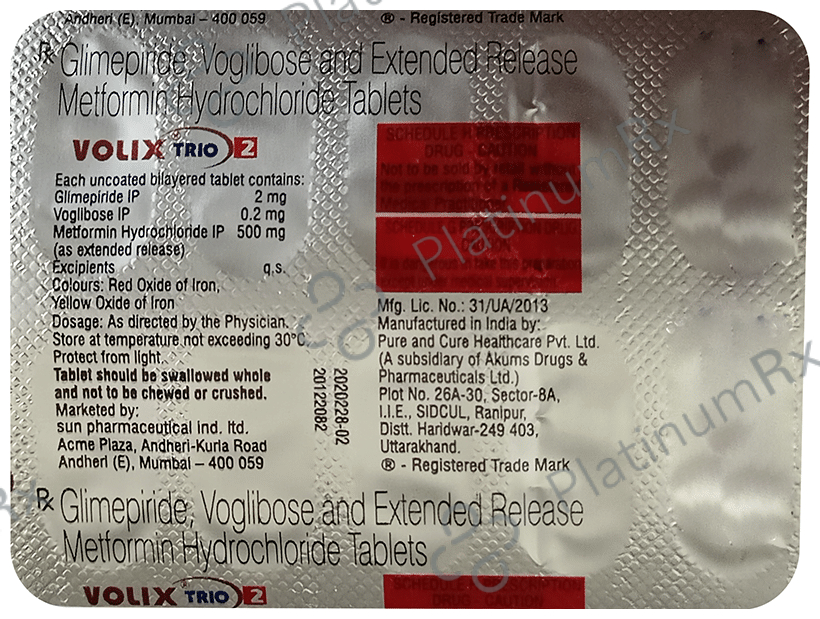 Andheri (E), Mumbai – 400 059
® - Registered Trade Mark
Rx Glimepiride, Voglibose and Extended Release
Metformin Hydrochloride Tablets
VOLIX TRIO 2
Each uncoated bilayered tablet contains:
Glimepiride IP 2 mg
Voglibose IP 0.2 mg
Metformin Hydrochloride IP 500 mg
(as extended release)
Excipients q.s.
Colours: Red Oxide of Iron,
Yellow Oxide of Iron
Dosage: As directed by the Physician.
Store at temperature not exceeding 30°C.
Protect from light.
Tablet should be swallowed whole
and not to be chewed or crushed.
Marketed by:
sun pharmaceutical ind. ltd.
Acme Plaza, Andheri-Kurla Road
Andheri (E), Mumbai – 400 059
2020228-02
20122082
SCHEDULE H PRESCRIPTION
DRUG - CAUTION
Not to be sold by retail without
the prescription of a Registered
Medical Practitioner
Mfg. Lic. No.: 31/UA/2013
Manufactured in India by:
Pure and Cure Healthcare Pvt. Ltd.
(A subsidiary of Akums Drugs &
Pharmaceuticals Ltd.)
Plot No. 26A-30, Sector-8A,
I.I.E., SIDCUL, Ranipur,
Distt. Haridwar-249 403,
Uttarakhand.
® - Registered Trade Mark
Rx Glimepiride, Voglibose and Extended Release
Metformin Hydrochloride Tablets
VOLIX TRIO 2
SCHEDULE H PRESCRIPTION
DRUG CAUTION
PlatinumRx
PlatinumRx
PlatinumRx